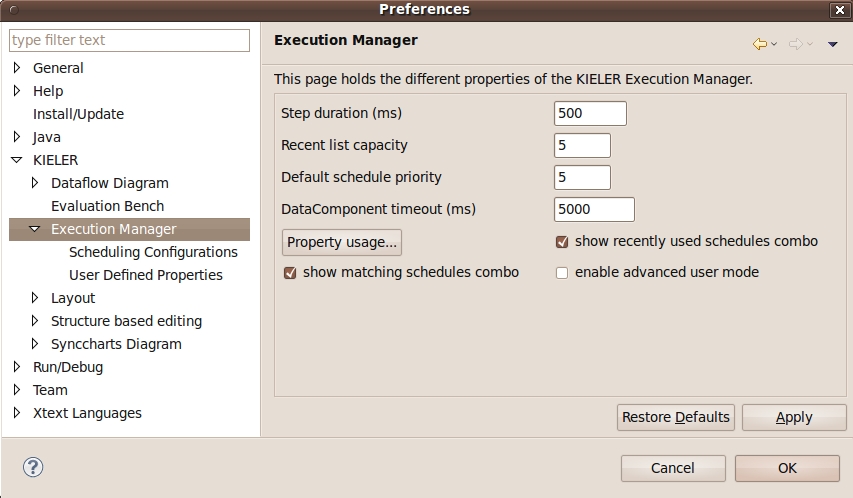 Preferences
type filter text
General
Help
Install/Update
Java
KIELER
Dataflow Diagram
Evaluation Bench
Execution Manager
Scheduling Configurations
User Defined Properties
Layout
Structure based editing
Synccharts Diagram
Run/Debug
Team
Xtext Languages
Execution Manager
This page holds the different properties of the KIELER Execution Manager.
Step duration (ms) 500
Recent list capacity 5
Default schedule priority 5
DataComponent timeout (ms) 5000
Property usage... show recently used schedules combo
show matching schedules combo enable advanced user mode
Restore Defaults Apply
? Cancel OK